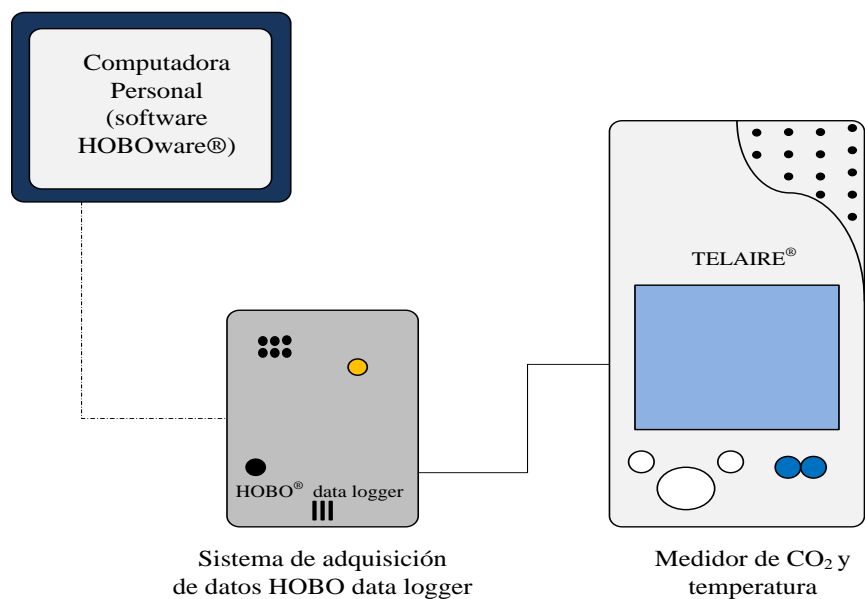 Computadora
Personal
(software
HOBOware®)
TELAIRE®
HOBO® data logger
Sistema de adquisición
de datos HOBO data logger
Medidor de CO₂ y
temperatura